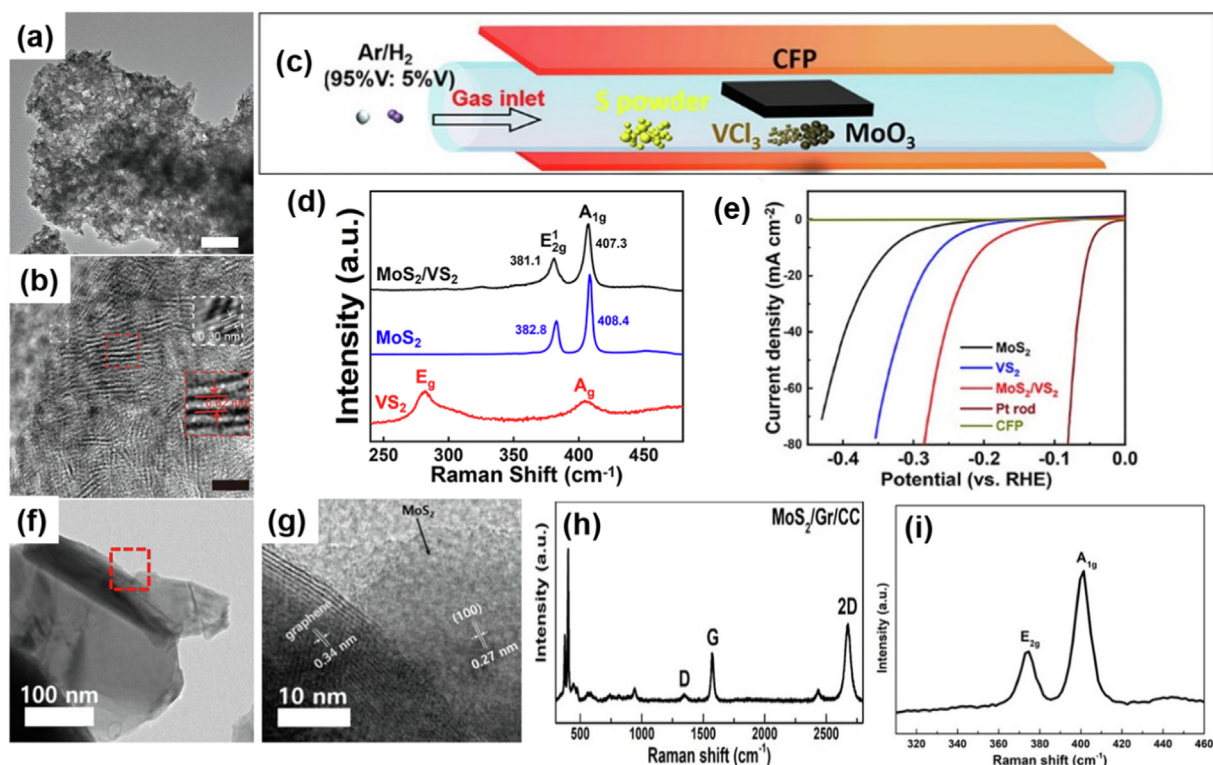 (a)
(b)
0.30 nm
0.62 nm
(c)
Ar/H₂
(95%V: 5%V)
Gas inlet
S powder
CFP
VCl₃
MoO₃
(d)
Intensity (a.u.)
MoS₂/VS₂
E¹₂g
A₁g
381.1
407.3
MoS₂
382.8
408.4
VS₂
Eg
Ag
250 300 350 400 450
Raman Shift (cm⁻¹)
(e)
Current density (mA cm⁻²)
0
-20
-40
-60
-80
MoS₂
VS₂
MoS₂/VS₂
Pt rod
CFP
-0.4 -0.3 -0.2 -0.1 0.0
Potential (vs. RHE)
(f)
100 nm
(g)
MoS₂
graphene
0.34 nm
(100)
0.27 nm
10 nm
(h)
MoS₂/Gr/CC
Intensity (a.u.)
D
G
2D
500 1000 1500 2000 2500
Raman shift (cm⁻¹)
(i)
Intensity (a.u.)
E₂g
A₁g
320 340 360 380 400 420 440 460
Raman shift (cm⁻¹)